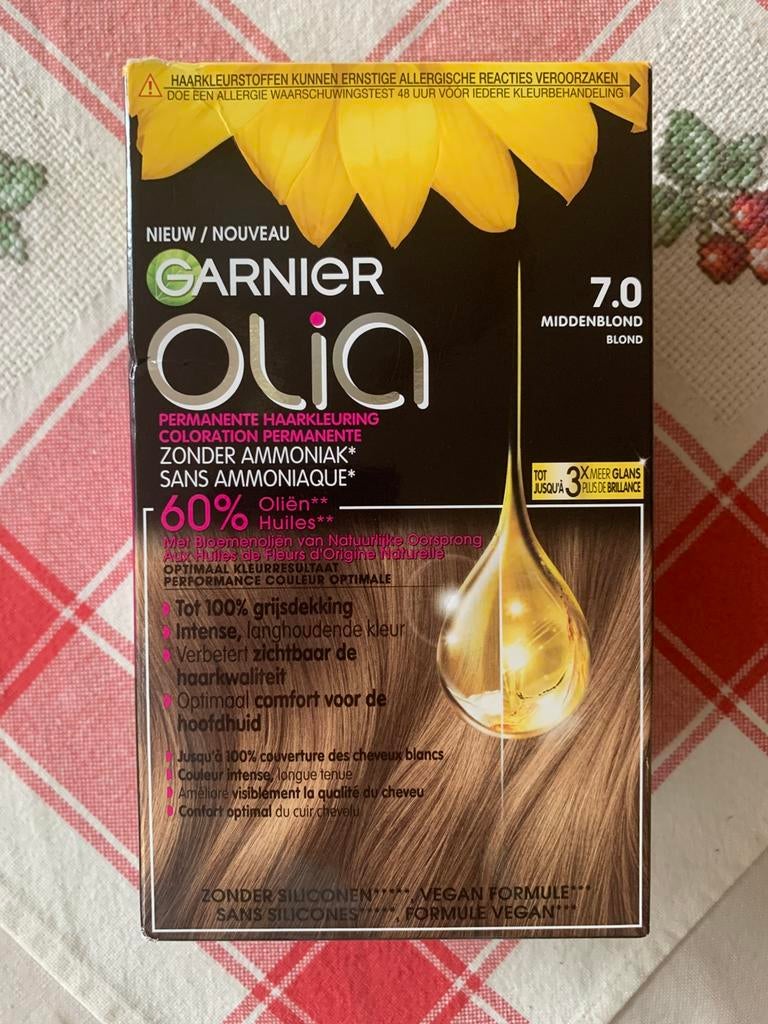 HAARKLEURSTOFFEN KUNNEN ERNSTIGE ALLERGISCHE REACTIES VEROORZAKEN
DOE EEN ALLERGIE WAARSCHUWINGSTEST 48 UUR VÓÓR IEDERE KLEURBEHANDELING
NIEUW / NOUVEAU
GARNIER
OLiA
7.0
MIDDENBLOND
BLOND
PERMANENTE HAARKLEURING
COLORATION PERMANENTE
ZONDER AMMONIAK*
SANS AMMONIAQUE*
TOT JUSQU'À 3X MEER GLANS PLUS DE BRILLANCE
60% Oliën** Huiles**
Met Bloemenoliën van Natuurlijke Oorsprong
Aux Huiles de Fleurs d'Origine Naturelle
OPTIMAAL KLEURRESULTAAT
PERFORMANCE COULEUR OPTIMALE
Tot 100% grijsdekking
Intense, langhoudende kleur
Verbetert zichtbaar de
haarkwaliteit
Optimaal comfort voor de
hoofdhuid
Jusqu'à 100% couverture des cheveux blancs
Couleur intense, longue tenue
Améliore visiblement la qualité du cheveu
Confort optimal du cuir chevelu
ZONDER SILICONEN*****, VEGAN FORMULE***
SANS SILICONES*****, FORMULE VEGAN***